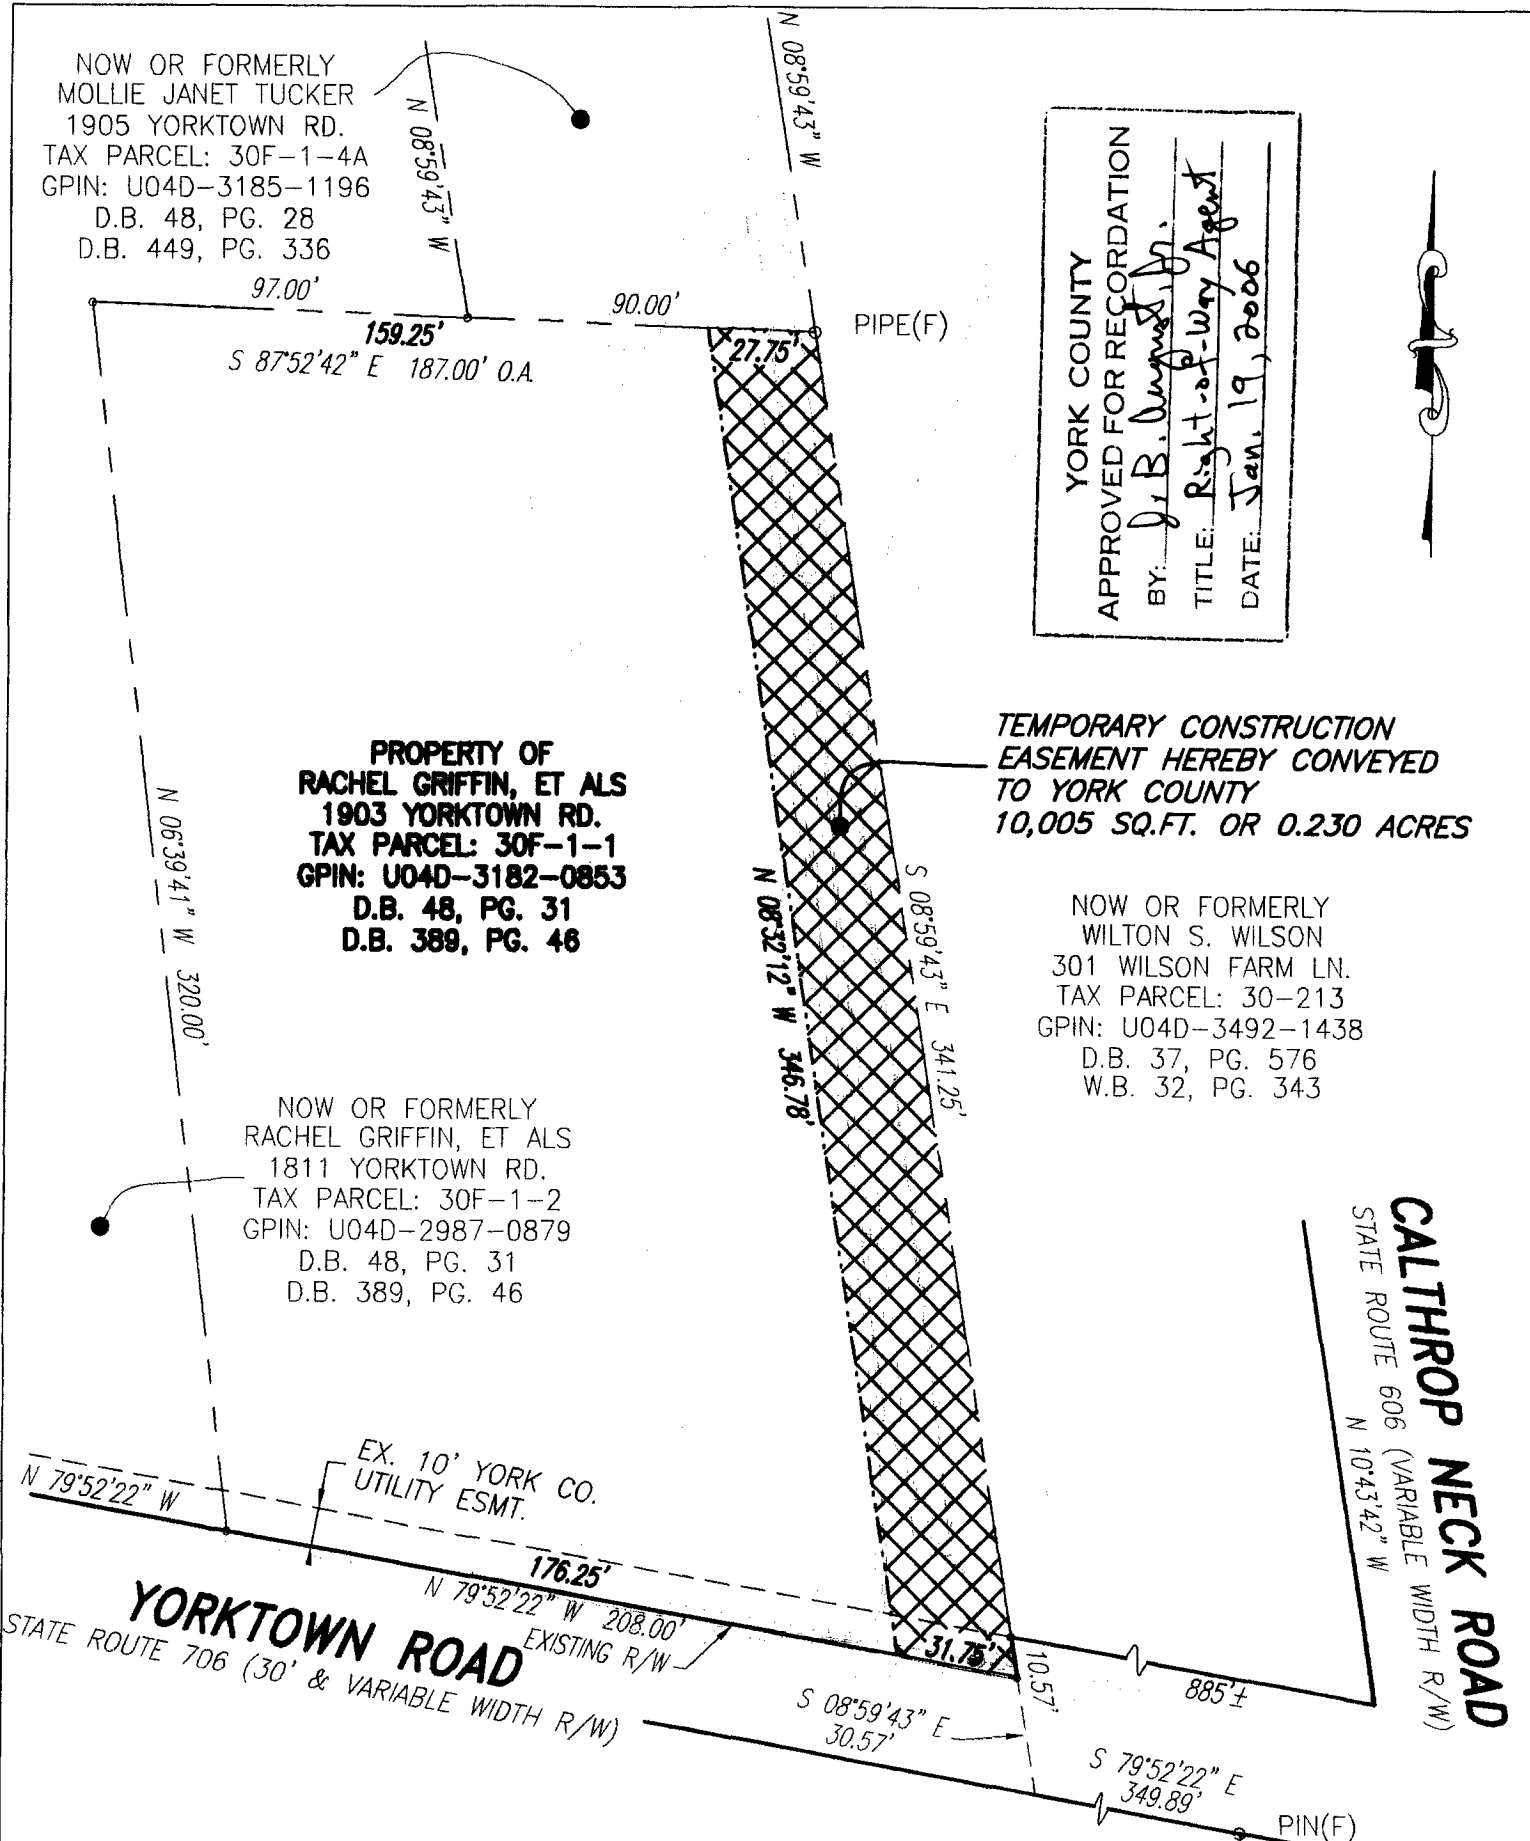 NOW OR FORMERLY
MOLLIE JANET TUCKER
1905 YORKTOWN RD.
TAX PARCEL: 30F-1-4A
GPIN: U04D-3185-1196
D.B. 48, PG. 28
D.B. 449, PG. 336
N 08°59'43" W
N 08°59'43" W
97.00'
90.00'
PIPE(F)
159.25'
27.75'
S 87°52'42" E 187.00' O.A.
YORK COUNTY
APPROVED FOR RECORDATION
BY: J. B. August, Jr.
TITLE: Right-of-Way Agent
DATE: Jan. 19, 2006
TEMPORARY CONSTRUCTION
EASEMENT HEREBY CONVEYED
TO YORK COUNTY
10,005 SQ.FT. OR 0.230 ACRES
PROPERTY OF
RACHEL GRIFFIN, ET ALS
1903 YORKTOWN RD.
TAX PARCEL: 30F-1-1
GPIN: U04D-3182-0853
D.B. 48, PG. 31
D.B. 389, PG. 46
N 06°39'41" W 320.00'
N 08°32'12" W 346.78'
S 08°59'43" E 341.25'
NOW OR FORMERLY
WILTON S. WILSON
301 WILSON FARM LN.
TAX PARCEL: 30-213
GPIN: U04D-3492-1438
D.B. 37, PG. 576
W.B. 32, PG. 343
NOW OR FORMERLY
RACHEL GRIFFIN, ET ALS
1811 YORKTOWN RD.
TAX PARCEL: 30F-1-2
GPIN: U04D-2987-0879
D.B. 48, PG. 31
D.B. 389, PG. 46
CALTHROP NECK ROAD
STATE ROUTE 606 (VARIABLE WIDTH R/W)
N 10°43'42" W
EX. 10' YORK CO.
UTILITY ESMT.
N 79°52'22" W
176.25'
N 79°52'22" W 208.00'
EXISTING R/W
31.75'
10.57'
885'±
YORKTOWN ROAD
STATE ROUTE 706 (30' & VARIABLE WIDTH R/W)
S 08°59'43" E
30.57'
S 79°52'22" E
349.89'
PIN(F)